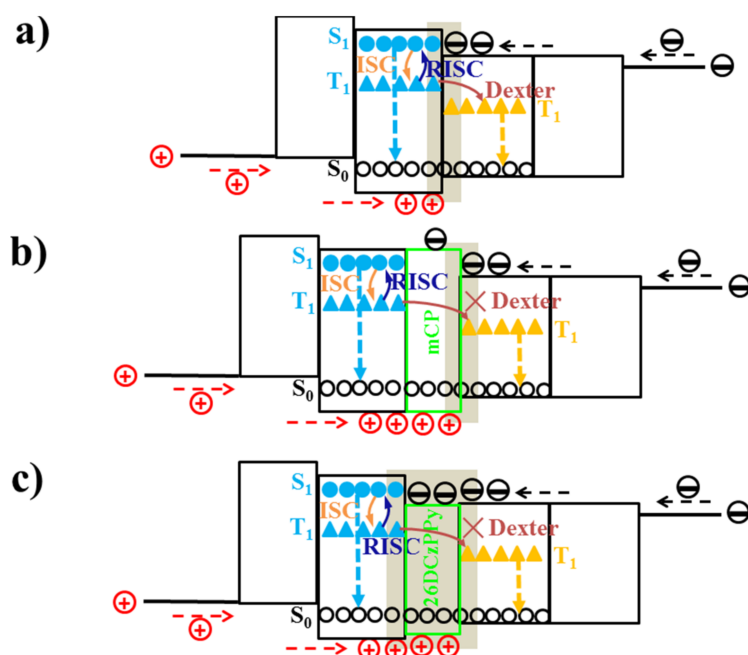 a)
S₁
ISC
RISC
T₁
Dexter
T₁
S₀
b)
S₁
ISC
RISC
T₁
Dexter
mCP
T₁
S₀
c)
S₁
ISC
T₁
RISC
Dexter
26DCzPPy
T₁
S₀